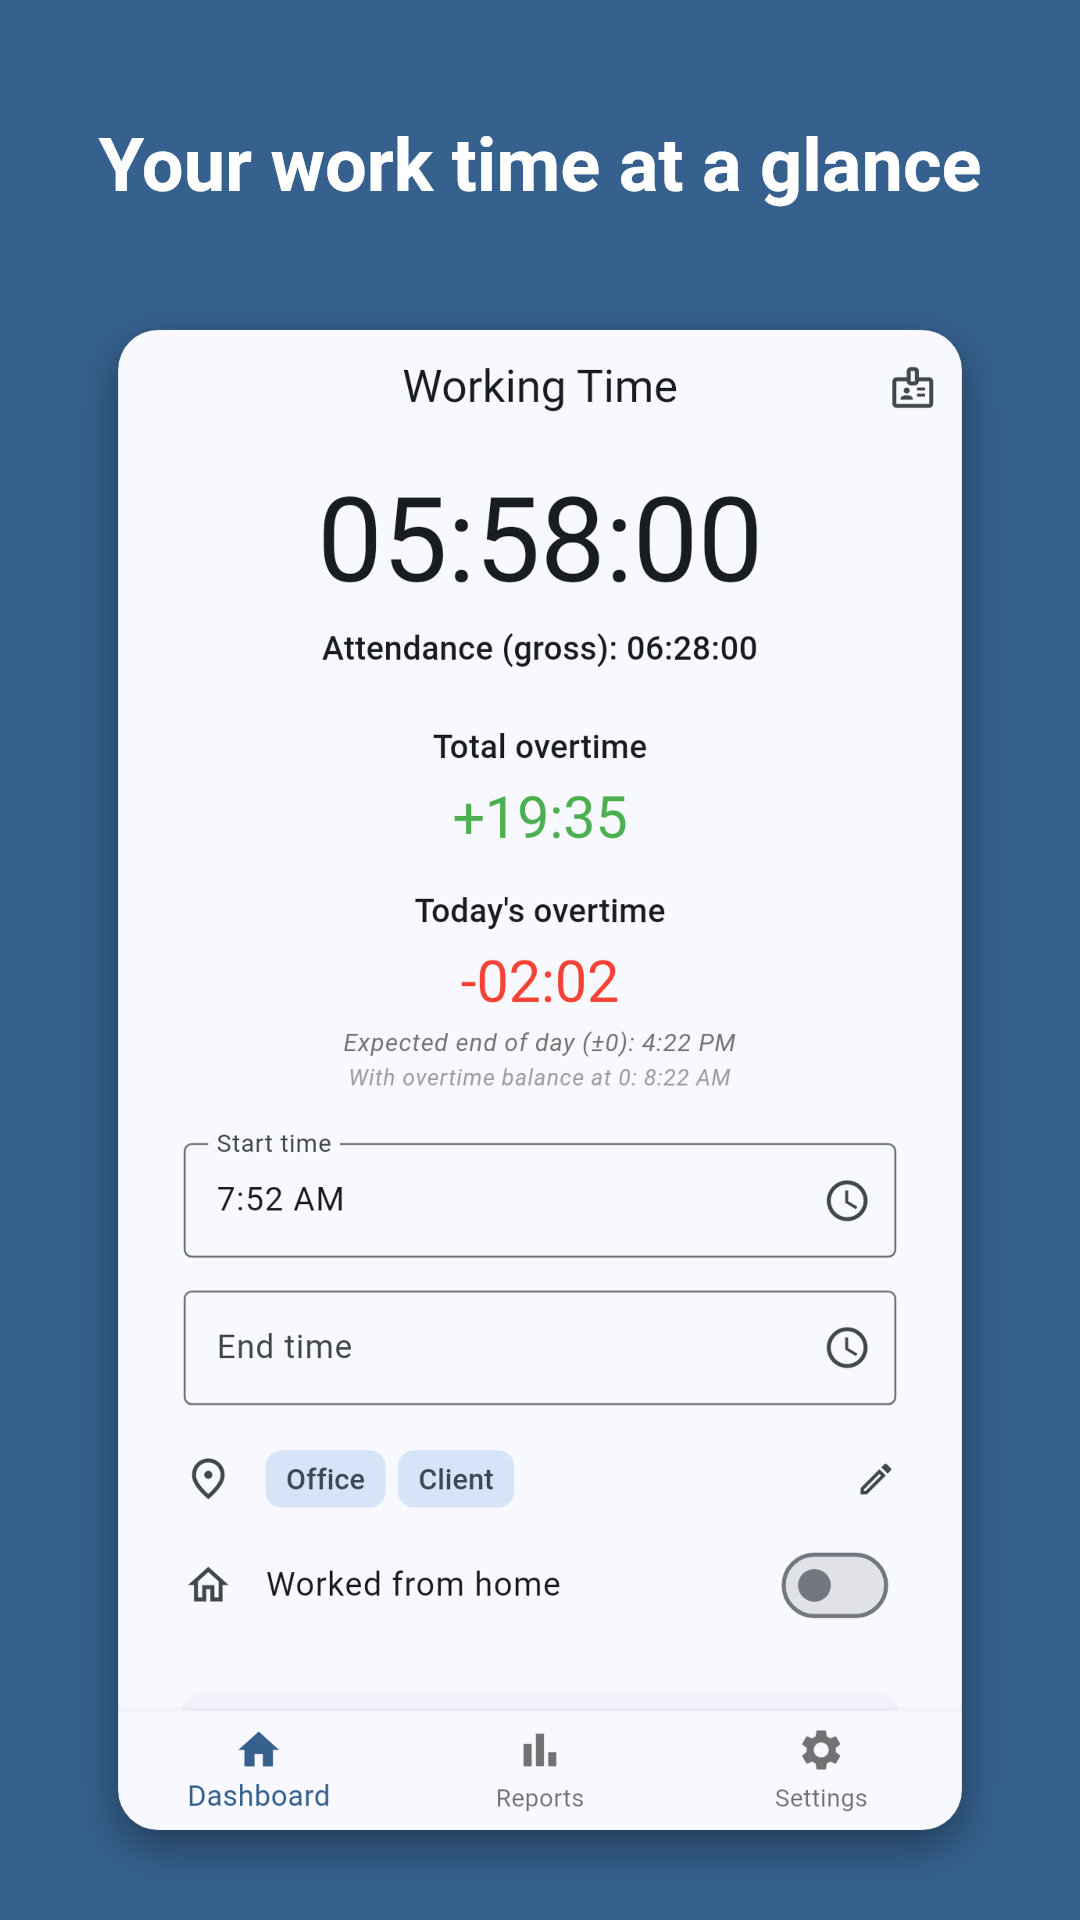 Your work time at a glance
Working Time
05:58:00
Attendance (gross): 06:28:00
Total overtime
+19:35
Today's overtime
-02:02
Expected end of day (±0): 4:22 PM
With overtime balance at 0: 8:22 AM
Start time
7:52 AM
End time
Office Client
Worked from home
Dashboard Reports Settings